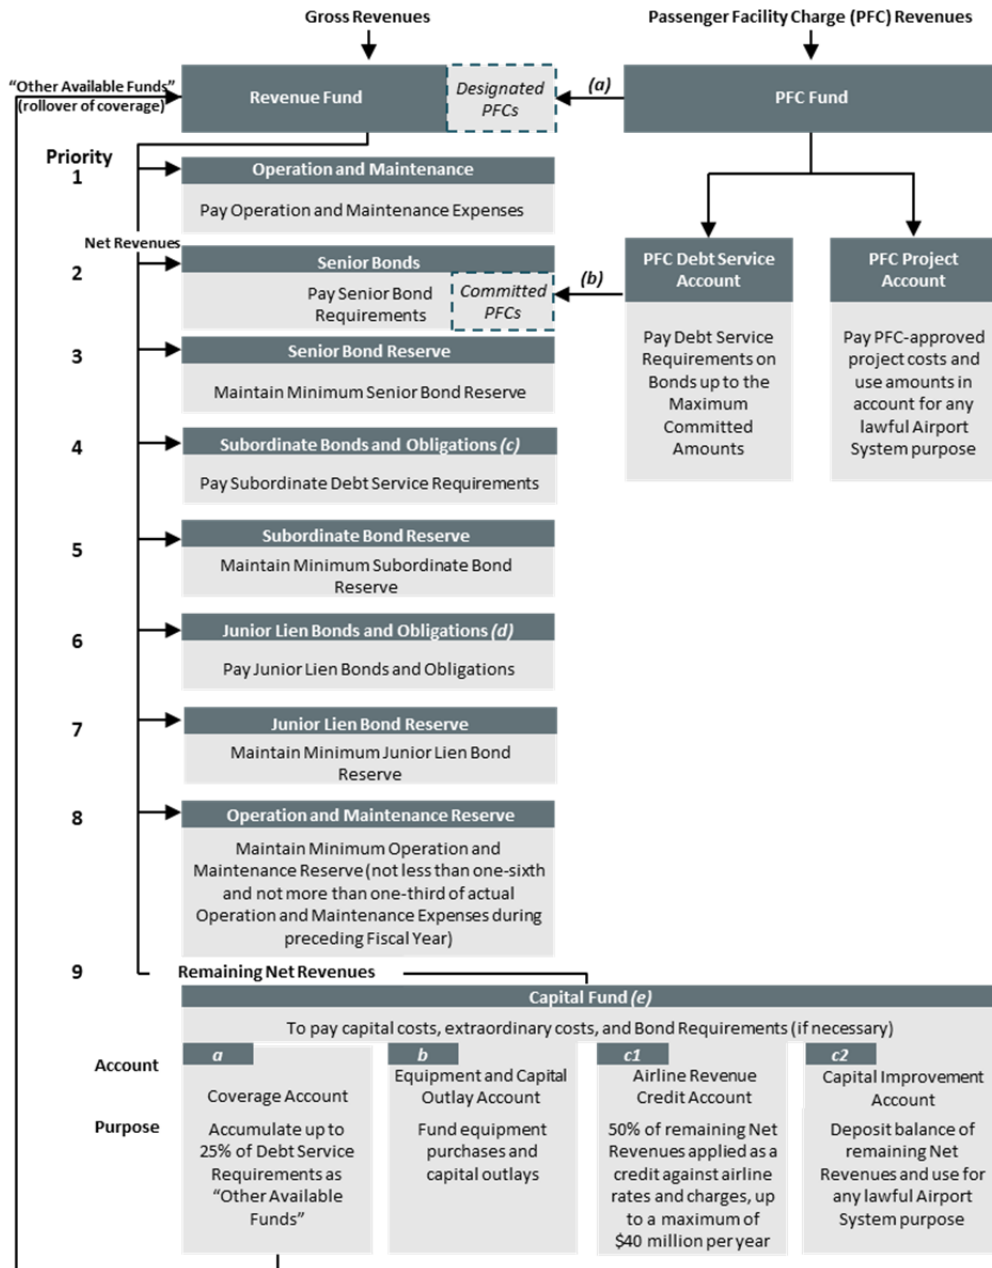 Gross Revenues
Passenger Facility Charge (PFC) Revenues
“Other Available Funds”
(rollover of coverage)
Revenue Fund
Designated
PFCs
(a)
PFC Fund
Priority
1
Operation and Maintenance
Pay Operation and Maintenance Expenses
Net Revenues
2
Senior Bonds
Pay Senior Bond
Requirements
Committed
PFCs
(b)
PFC Debt Service
Account
Pay Debt Service
Requirements on
Bonds up to the
Maximum
Committed
Amounts
PFC Project
Account
Pay PFC-approved
project costs and
use amounts in
account for any
lawful Airport
System purpose
3
Senior Bond Reserve
Maintain Minimum Senior Bond Reserve
4
Subordinate Bonds and Obligations (c)
Pay Subordinate Debt Service Requirements
5
Subordinate Bond Reserve
Maintain Minimum Subordinate Bond
Reserve
6
Junior Lien Bonds and Obligations (d)
Pay Junior Lien Bonds and Obligations
7
Junior Lien Bond Reserve
Maintain Minimum Junior Lien Bond
Reserve
8
Operation and Maintenance Reserve
Maintain Minimum Operation and
Maintenance Reserve (not less than one-sixth
and not more than one-third of actual
Operation and Maintenance Expenses during
preceding Fiscal Year)
9
Remaining Net Revenues
Capital Fund (e)
To pay capital costs, extraordinary costs, and Bond Requirements (if necessary)
Account
Purpose
a
Coverage Account
Accumulate up to
25% of Debt Service
Requirements as
“Other Available
Funds”
b
Equipment and Capital
Outlay Account
Fund equipment
purchases and
capital outlays
c1
Airline Revenue
Credit Account
50% of remaining Net
Revenues applied as a
credit against airline
rates and charges, up
to a maximum of
$40 million per year
c2
Capital Improvement
Account
Deposit balance of
remaining Net
Revenues and use for
any lawful Airport
System purpose